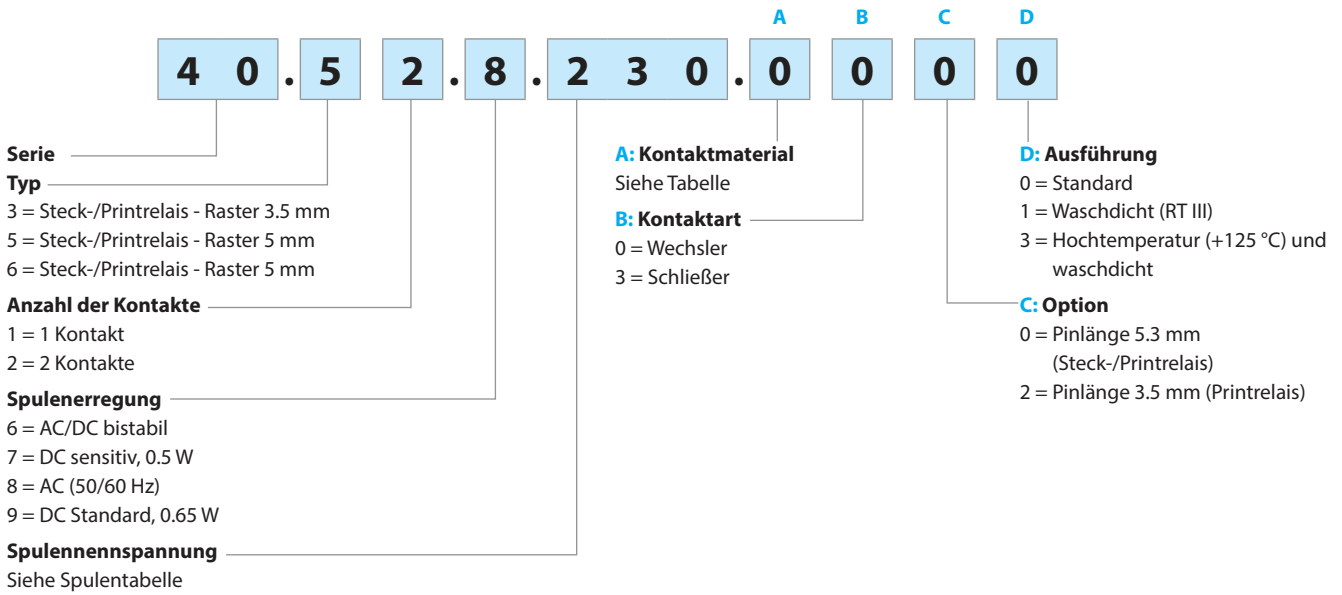 A B C D
4 0 . 5 2 . 8 . 2 3 0 . 0 0 0 0
Serie
Typ
3 = Steck-/Printrelais - Raster 3.5 mm
5 = Steck-/Printrelais - Raster 5 mm
6 = Steck-/Printrelais - Raster 5 mm
Anzahl der Kontakte
1 = 1 Kontakt
2 = 2 Kontakte
Spulenerregung
6 = AC/DC bistabil
7 = DC sensitiv, 0.5 W
8 = AC (50/60 Hz)
9 = DC Standard, 0.65 W
Spulennennspannung
Siehe Spulentabelle
A: Kontaktmaterial
Siehe Tabelle
B: Kontaktart
0 = Wechsler
3 = Schließer
D: Ausführung
0 = Standard
1 = Waschdicht (RT III)
3 = Hochtemperatur (+125 °C) und
waschdicht
C: Option
0 = Pinlänge 5.3 mm
(Steck-/Printrelais)
2 = Pinlänge 3.5 mm (Printrelais)